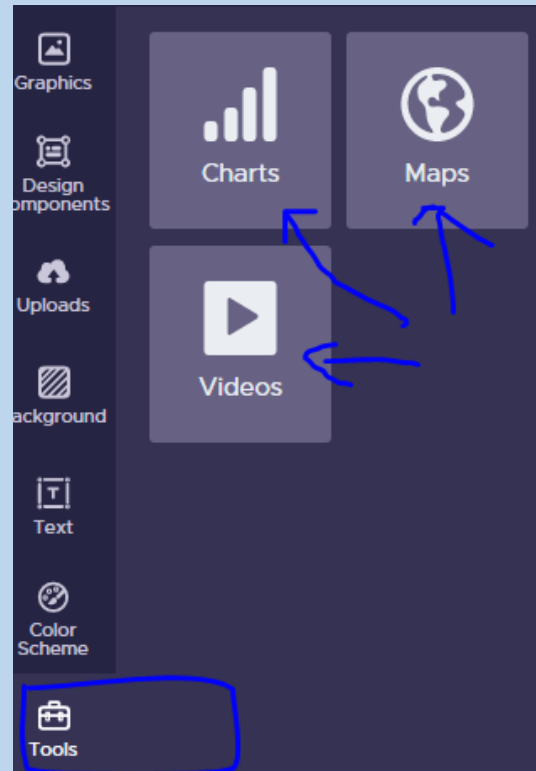 Graphics
Design
omponents
Uploads
ackground
Text
Color
Scheme
Tools
Charts
Maps
Videos